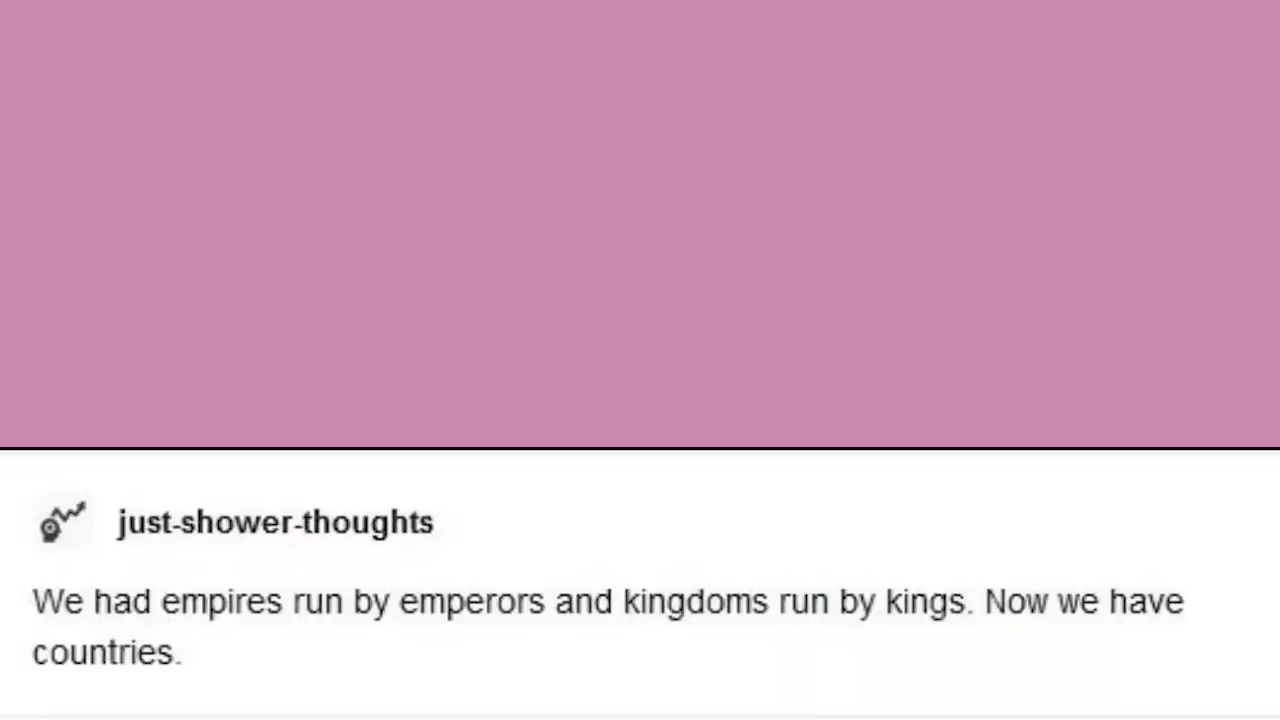 just-shower-thoughts
We had empires run by emperors and kingdoms run by kings. Now we have
countries.